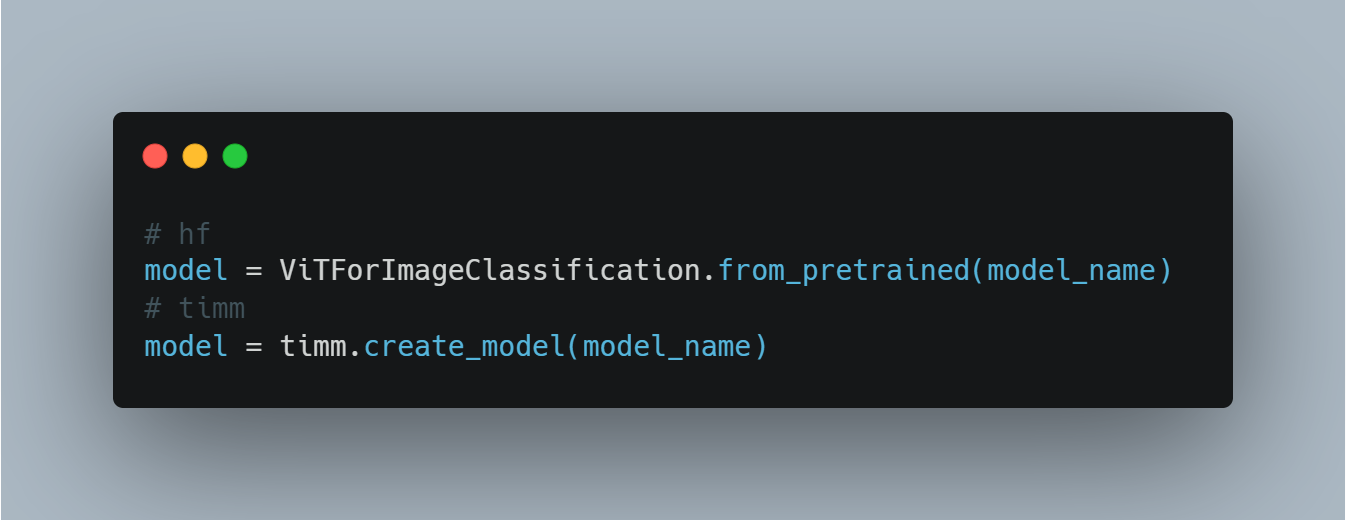 # hf
model = ViTForImageClassification.from_pretrained(model_name)
# timm
model = timm.create_model(model_name)